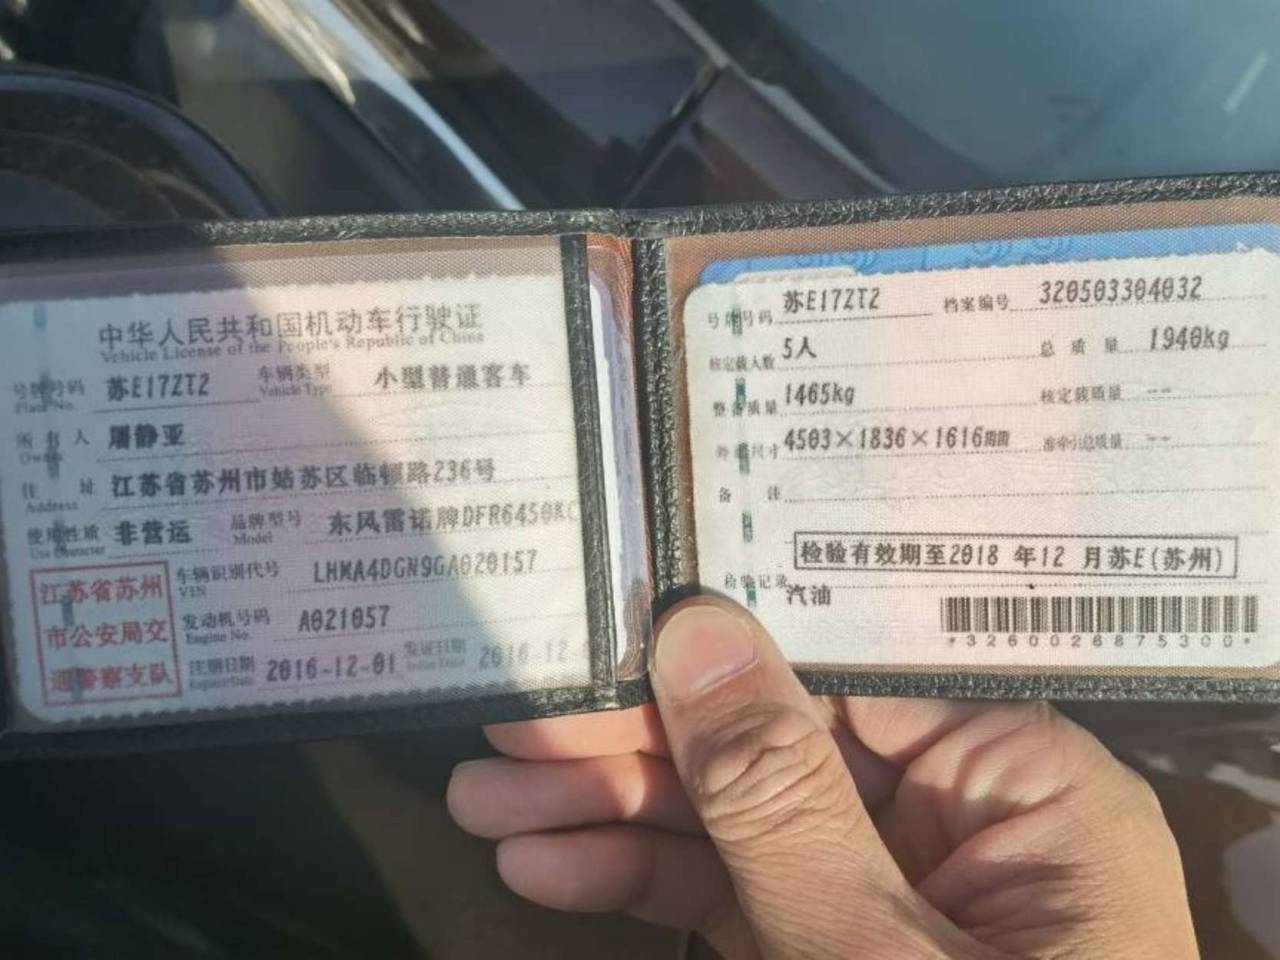 中华人民共和国机动车行驶证
Vehicle License of the People's Republic of China
号牌号码 苏E17ZT2 车辆类型 小型普通客车
Plate No. Vehicle Type
所有人 屠静亚
Owner
住址 江苏省苏州市姑苏区临顿路236号
Address
使用性质 非营运 品牌型号 东风雷诺牌DFR6450KC
Use Character Model
江苏省苏州
市公安局交
巡警察支队
车辆识别代号 LHMA4DGN9GA020157
VIN
发动机号码 A021057
Engine No.
注册日期 2016-12-01 发证日期 2016-12-
Register Date Issue Date
号牌号码 苏E17ZT2 档案编号 320503304032
核定载人数 5人 总质量 1940kg
整备质量 1465kg 核定载质量 --
外廓尺寸 4503×1836×1616 准牵引总质量 --
备注
检验有效期至2018 年12 月苏E(苏州)
检验记录
汽油
*3260026875300*